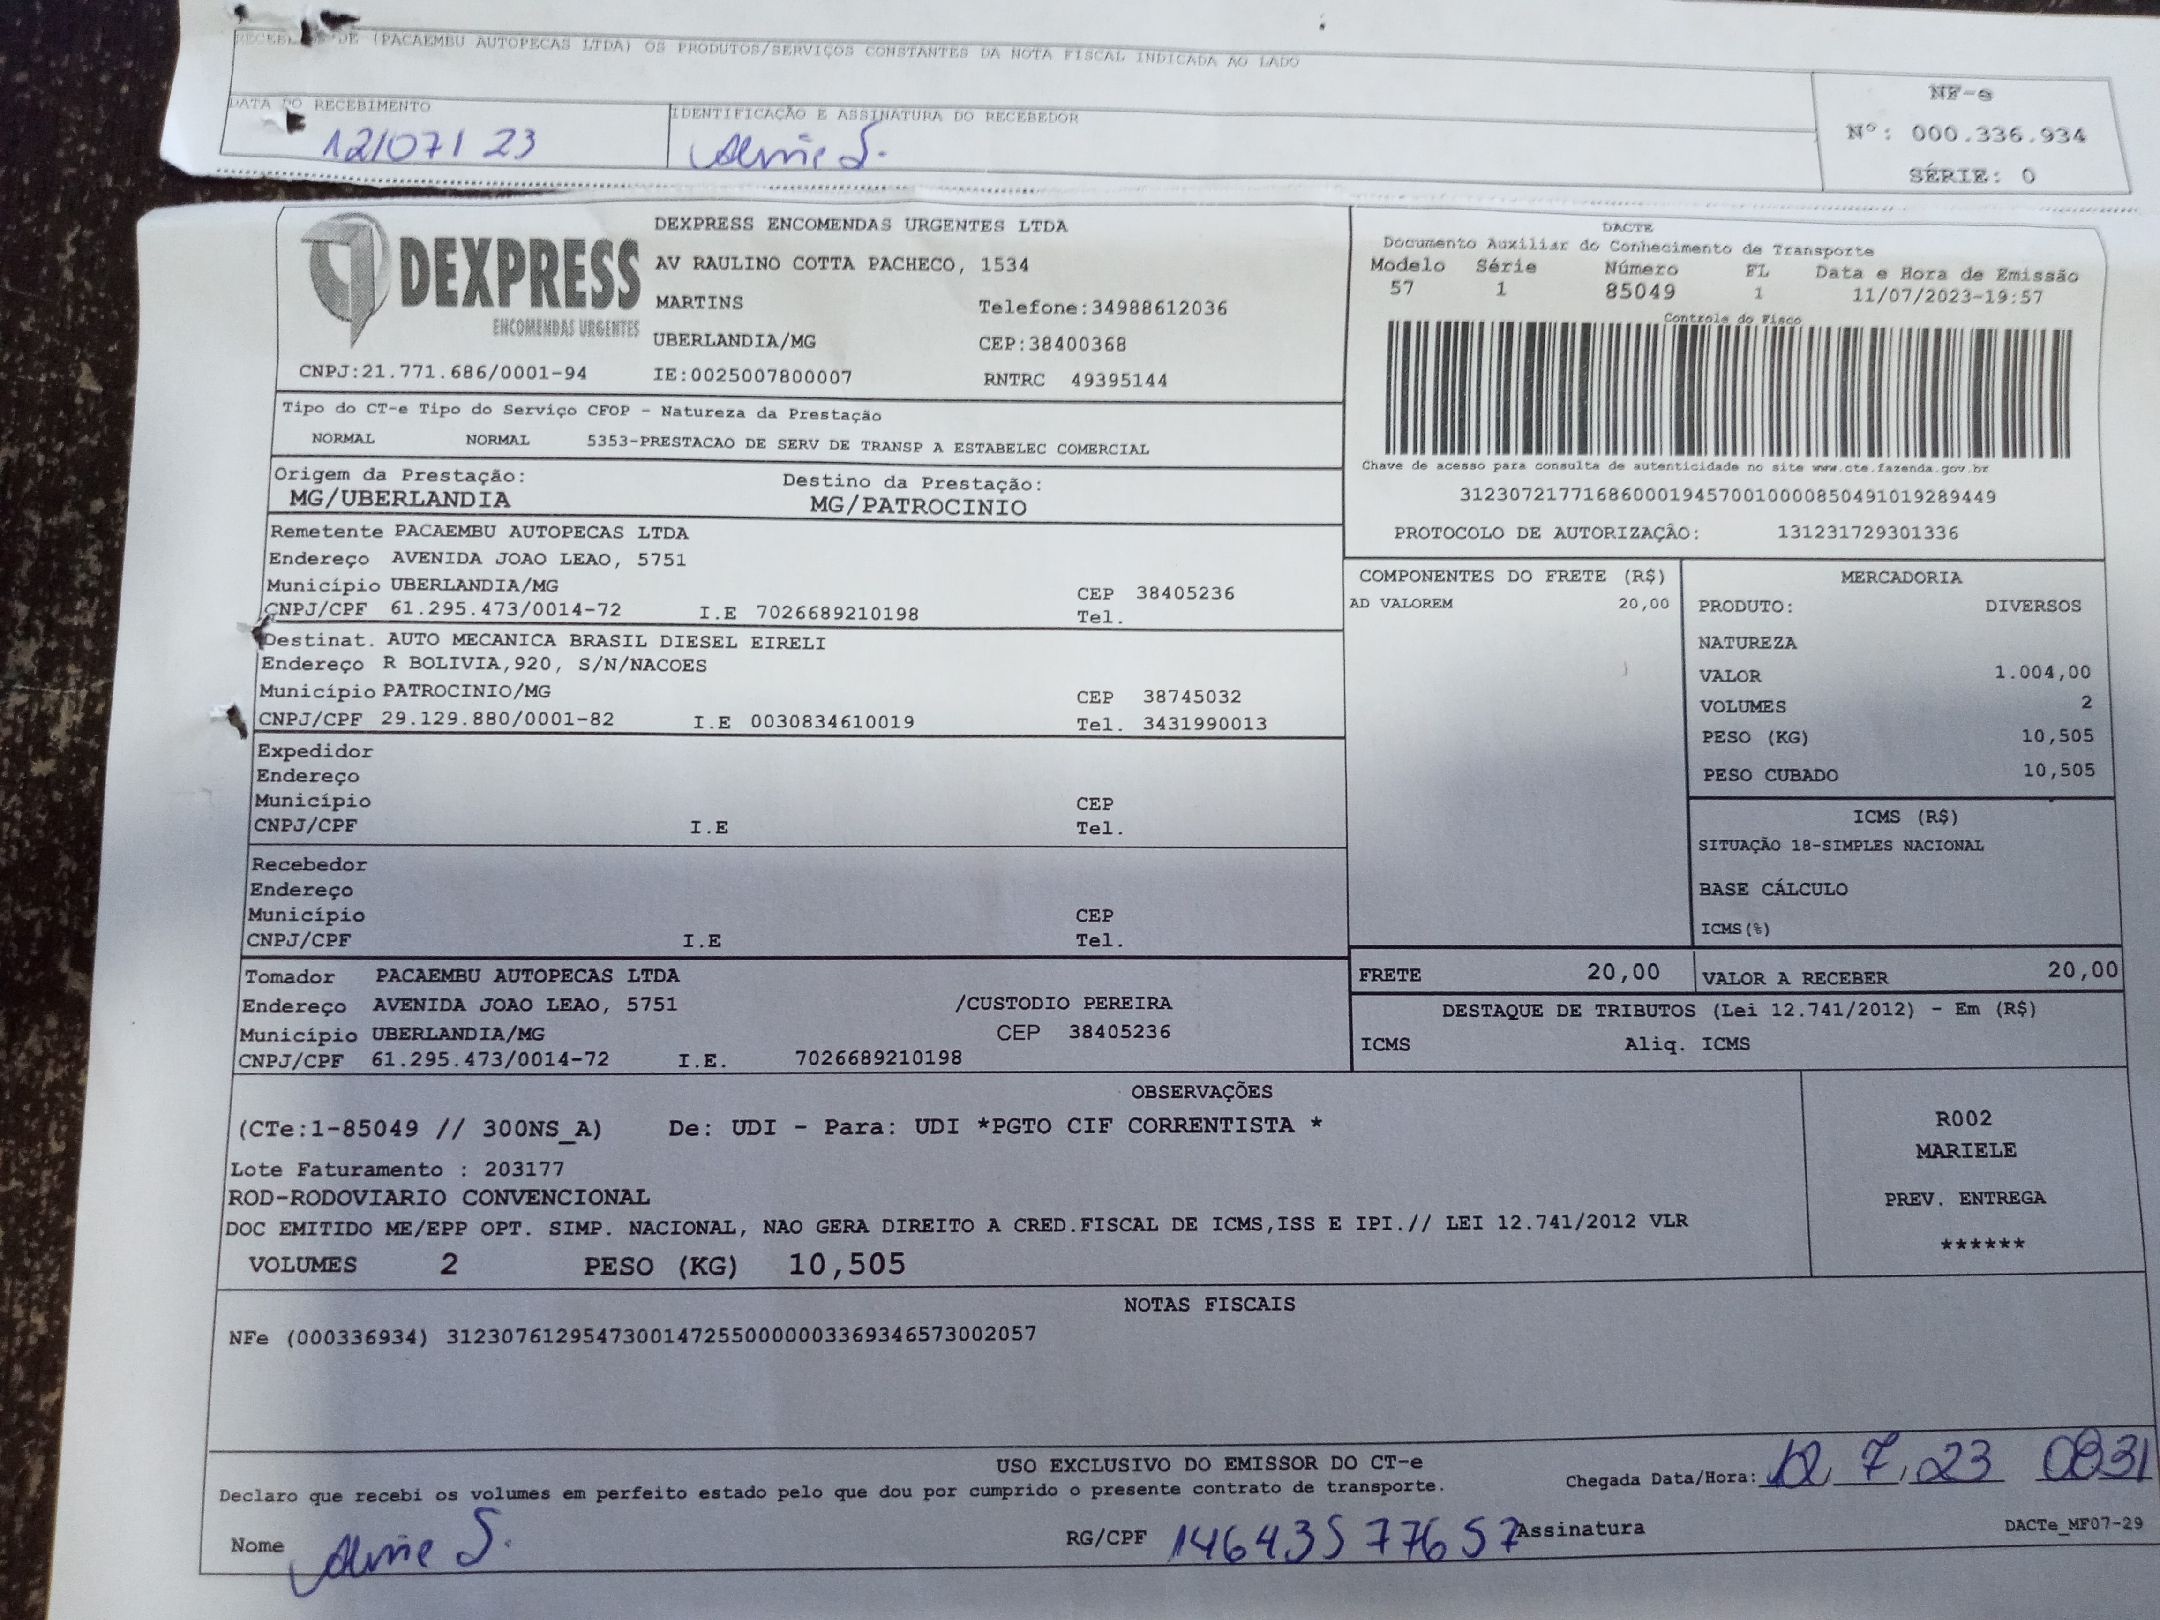 DE (PACAEMBU AUTOPECAS LTDA) OS PRODUTOS/SERVIÇOS CONSTANTES DA NOTA FISCAL INDICADA AO LADO
DATA DO RECEBIMENTO
12/07/23
IDENTIFICAÇÃO E ASSINATURA DO RECEBEDOR
S.
NF-e
Nº: 000.336.934
SÉRIE: 0
DEXPRESS
ENCOMENDAS URGENTES
DEXPRESS ENCOMENDAS URGENTES LTDA
AV RAULINO COTTA PACHECO, 1534
MARTINS Telefone:34988612036
UBERLANDIA/MG CEP:38400368
CNPJ:21.771.686/0001-94 IE:0025007800007 RNTRC 49395144
DACTE
Documento Auxiliar do Conhecimento de Transporte
Modelo Série Número FL Data e Hora de Emissão
57 1 85049 1 11/07/2023-19:57
Controle do Fisco
Chave de acesso para consulta de autenticidade no site www.cte.fazenda.gov.br
31230721771686000194570010000850491019289449
PROTOCOLO DE AUTORIZAÇÃO: 131231729301336
Tipo do CT-e Tipo do Serviço CFOP - Natureza da Prestação
NORMAL NORMAL 5353-PRESTACAO DE SERV DE TRANSP A ESTABELEC COMERCIAL
Origem da Prestação: Destino da Prestação:
MG/UBERLANDIA MG/PATROCINIO
Remetente PACAEMBU AUTOPECAS LTDA
Endereço AVENIDA JOAO LEAO, 5751
Município UBERLANDIA/MG CEP 38405236
CNPJ/CPF 61.295.473/0014-72 I.E 7026689210198 Tel.
Destinat. AUTO MECANICA BRASIL DIESEL EIRELI
Endereço R BOLIVIA,920, S/N/NACOES
Município PATROCINIO/MG CEP 38745032
CNPJ/CPF 29.129.880/0001-82 I.E 0030834610019 Tel. 3431990013
Expedidor
Endereço
Município CEP
CNPJ/CPF I.E Tel.
Recebedor
Endereço
Município CEP
CNPJ/CPF I.E Tel.
Tomador PACAEMBU AUTOPECAS LTDA
Endereço AVENIDA JOAO LEAO, 5751 /CUSTODIO PEREIRA
Município UBERLANDIA/MG CEP 38405236
CNPJ/CPF 61.295.473/0014-72 I.E. 7026689210198
COMPONENTES DO FRETE (R$)
AD VALOREM 20,00
MERCADORIA
PRODUTO: DIVERSOS
NATUREZA
VALOR 1.004,00
VOLUMES 2
PESO (KG) 10,505
PESO CUBADO 10,505
ICMS (R$)
SITUAÇÃO 18-SIMPLES NACIONAL
BASE CÁLCULO
ICMS(%)
FRETE 20,00 VALOR A RECEBER 20,00
DESTAQUE DE TRIBUTOS (Lei 12.741/2012) - Em (R$)
ICMS Aliq. ICMS
OBSERVAÇÕES
(CTe:1-85049 // 300NS_A) De: UDI - Para: UDI *PGTO CIF CORRENTISTA *
Lote Faturamento : 203177
ROD-RODOVIARIO CONVENCIONAL
DOC EMITIDO ME/EPP OPT. SIMP. NACIONAL, NAO GERA DIREITO A CRED.FISCAL DE ICMS,ISS E IPI.// LEI 12.741/2012 VLR
VOLUMES 2 PESO (KG) 10,505
R002
MARIELE
PREV. ENTREGA
******
NOTAS FISCAIS
NFe (000336934) 31230761295473001472550000003369346573002057
USO EXCLUSIVO DO EMISSOR DO CT-e
Chegada Data/Hora: 12, 7, 23 0831
Declaro que recebi os volumes em perfeito estado pelo que dou por cumprido o presente contrato de transporte.
Nome S. RG/CPF 14643577657 Assinatura
DACTe_MF07-29